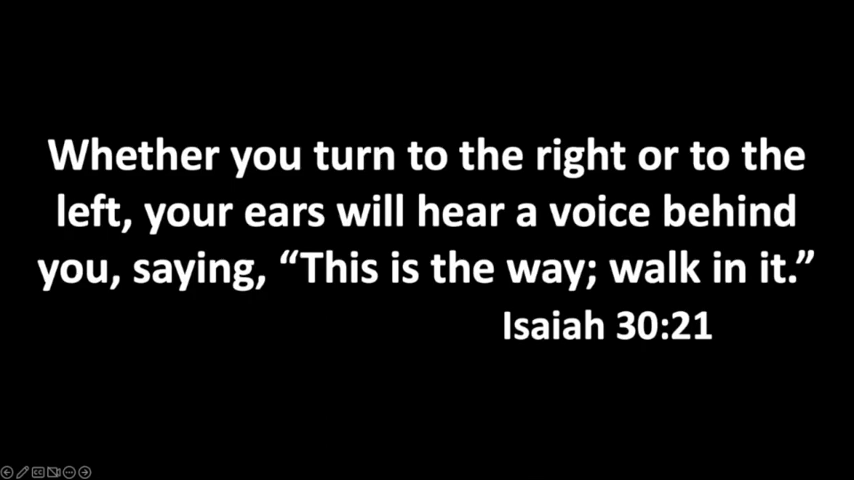 Whether you turn to the right or to the
left, your ears will hear a voice behind
you, saying, “This is the way; walk in it.”
Isaiah 30:21